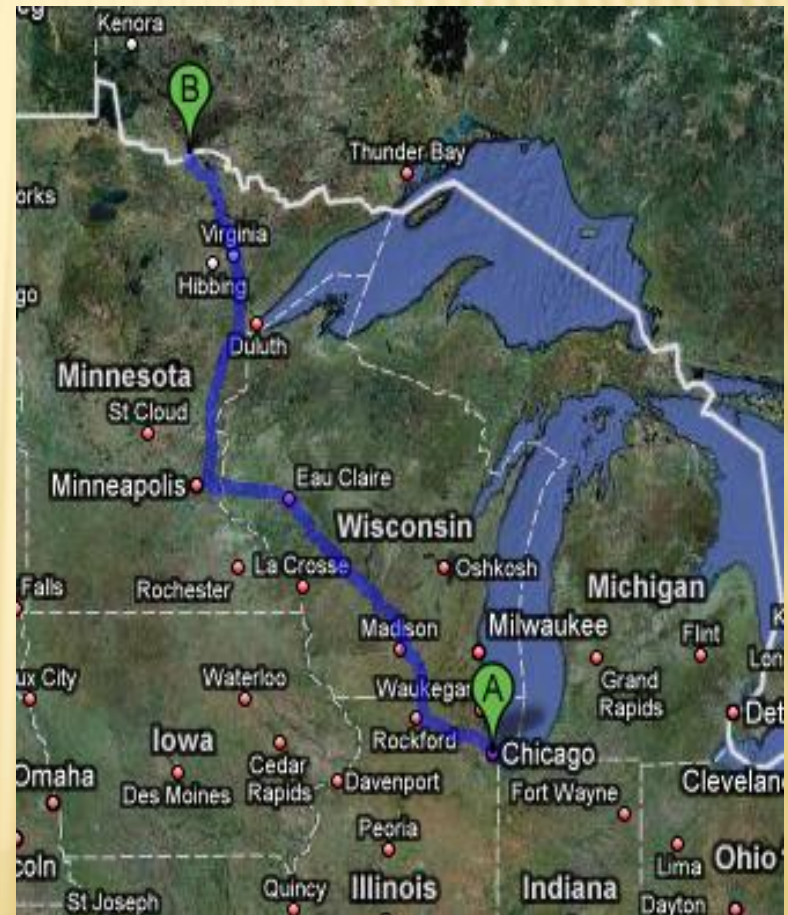 eg
Kenora
B
Thunder Bay
orks
Virginia
go
Hibbing
Duluth
Minnesota
St Cloud
Minneapolis
Eau Claire
Wisconsin
Falls
Rochester
La Crosse
Oshkosh
Michigan
Madison
Milwaukee
Flint
K
Lon
ux City
Waterloo
Waukegan
A
Grand
Rapids
Det
Iowa
Rockford
Chicago
Omaha
Des Moines
Cedar
Rapids
Davenport
Fort Wayne
Clevelan
Peoria
coln
Lima
Ohio
St Joseph
Quincy
Illinois
Indiana
Dayton